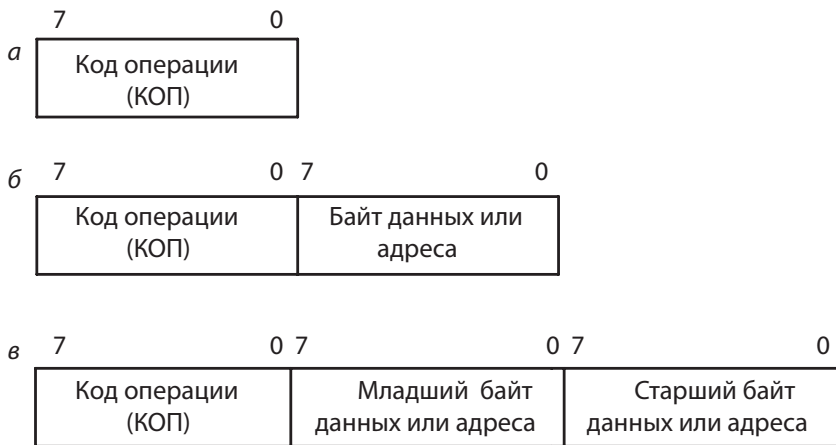 7 0
а
Код операции
(КОП)
7 0 7 0
б
Код операции
(КОП)
Байт данных или
адреса
7 0 7 0 7 0
в
Код операции
(КОП)
Младший байт
данных или адреса
Старший байт
данных или адреса